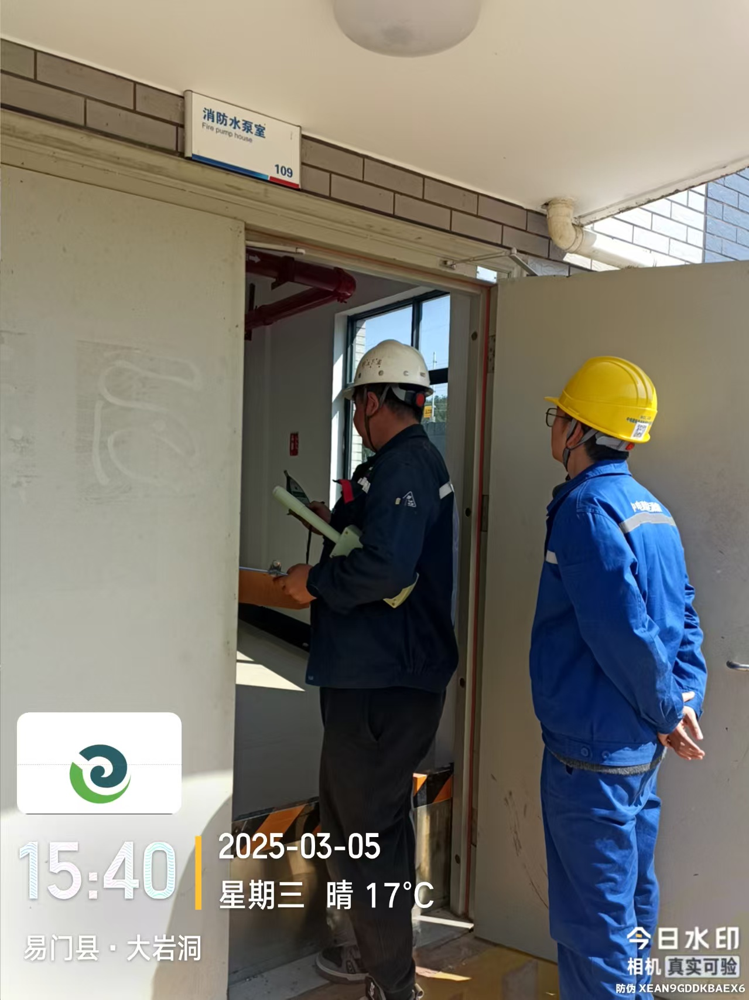 消防水泵室
Fire pump house
109
15:40
2025-03-05
星期三 晴 17°C
易门县·大岩洞
今日水印
相机 真实可验
防伪 XEAN9GDDKBAEX6